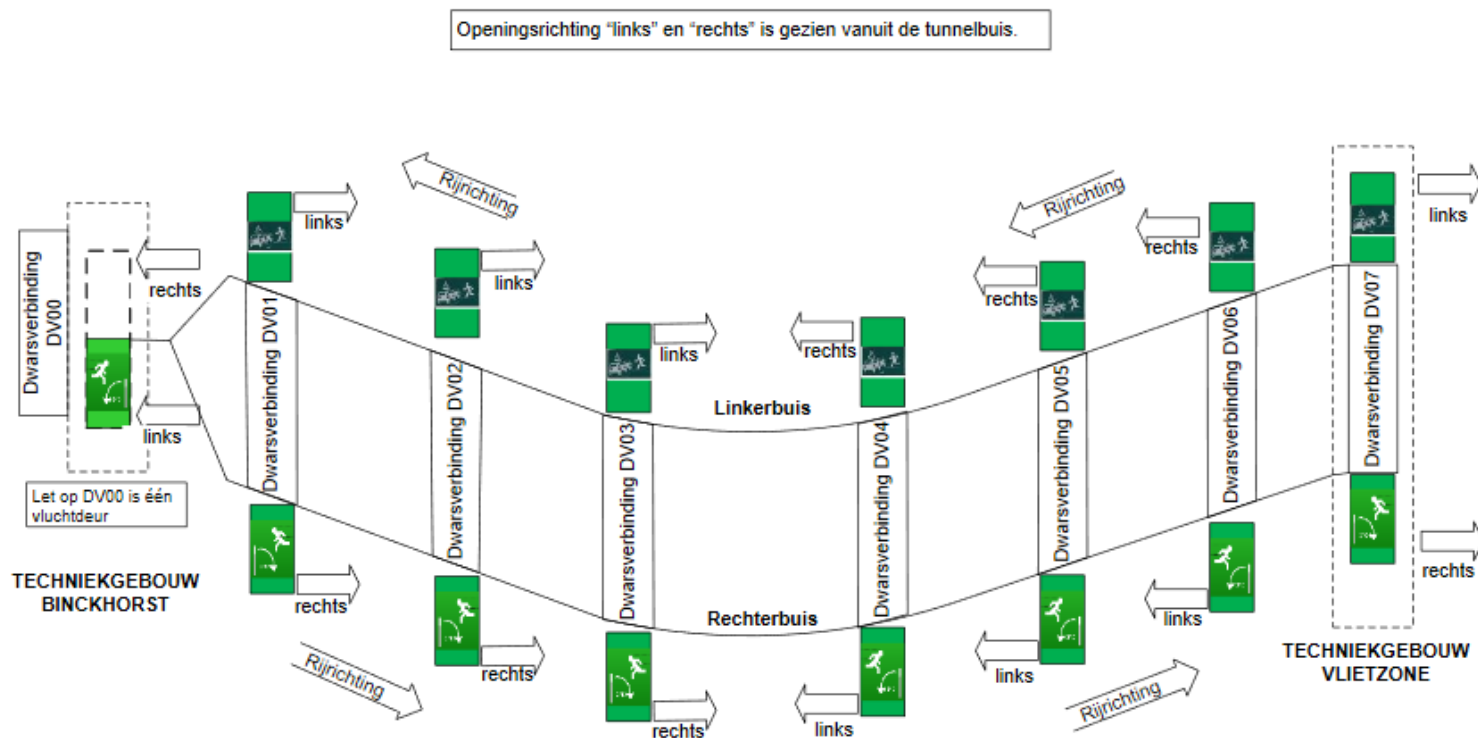 Openingsrichting “links” en “rechts” is gezien vanuit de tunnelbuis.
Dwarsverbinding
DV00
rechts
links
Let op DV00 is één
vluchtdeur
TECHNIEKGEBOUW
BINCKHORST
links
Dwarsverbinding DV01
rechts
Rijrichting
Rijrichting
links
Dwarsverbinding DV02
rechts
links
Dwarsverbinding DV03
rechts
Linkerbuis
Rechterbuis
rechts
Dwarsverbinding DV04
links
rechts
Dwarsverbinding DV05
links
Rijrichting
Rijrichting
rechts
Dwarsverbinding DV06
links
links
Dwarsverbinding DV07
rechts
TECHNIEKGEBOUW
VLIETZONE